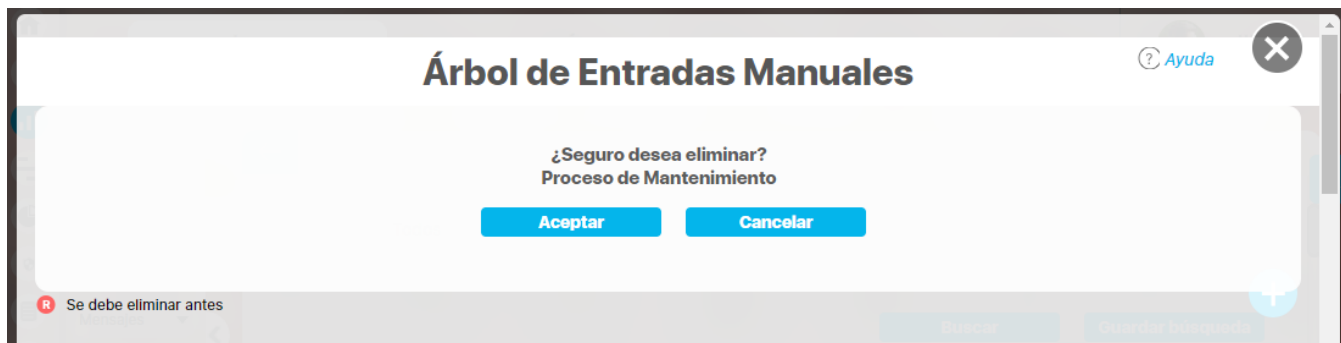 Árbol de Entradas Manuales
? Ayuda
¿Seguro desea eliminar?
Proceso de Mantenimiento
Aceptar
Cancelar
R Se debe eliminar antes
Buscar
Guardar búsqueda